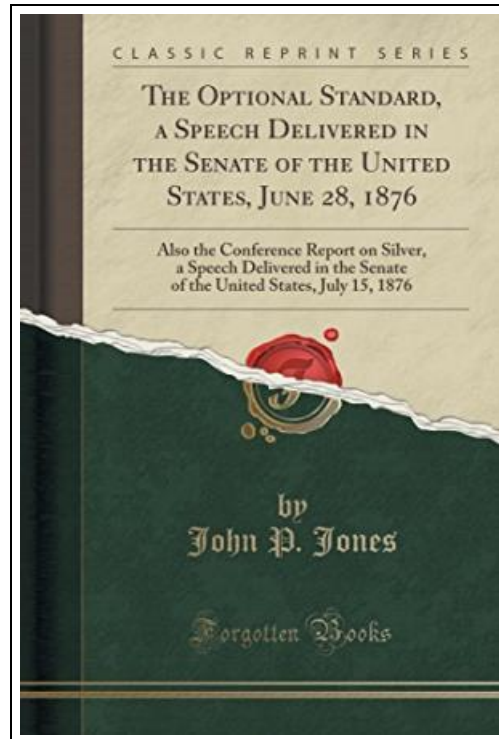 CLASSIC REPRINT SERIES
THE OPTIONAL STANDARD,
A SPEECH DELIVERED IN
THE SENATE OF THE UNITED
STATES, JUNE 28, 1876
Also the Conference Report on Silver,
a Speech Delivered in the Senate
of the United States, July 15, 1876
by
John P. Jones
Forgotten Books